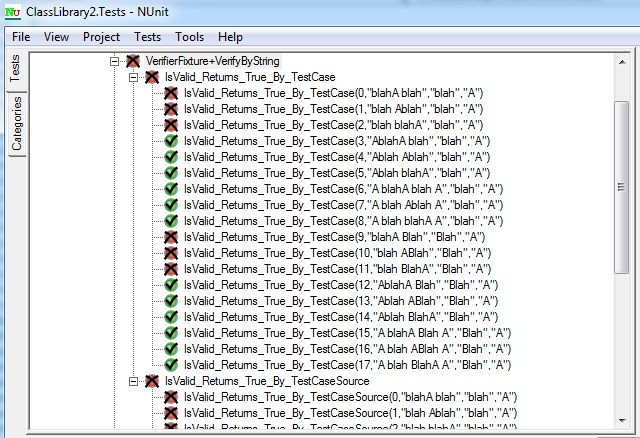 ClassLibrary2.Tests - NUnit
File View Project Tests Tools Help
Tests
Categories
VerifierFixture+VerifyByString
IsValid_Returns_True_By_TestCase
IsValid_Returns_True_By_TestCase(0,"blahA blah","blah","A")
IsValid_Returns_True_By_TestCase(1,"blah Ablah","blah","A")
IsValid_Returns_True_By_TestCase(2,"blah blahA","blah","A")
IsValid_Returns_True_By_TestCase(3,"AblahA blah","blah","A")
IsValid_Returns_True_By_TestCase(4,"Ablah Ablah","blah","A")
IsValid_Returns_True_By_TestCase(5,"Ablah blahA","blah","A")
IsValid_Returns_True_By_TestCase(6,"A blahA blah A","blah","A")
IsValid_Returns_True_By_TestCase(7,"A blah Ablah A","blah","A")
IsValid_Returns_True_By_TestCase(8,"A blah blahA A","blah","A")
IsValid_Returns_True_By_TestCase(9,"blahA Blah","Blah","A")
IsValid_Returns_True_By_TestCase(10,"blah ABlah","Blah","A")
IsValid_Returns_True_By_TestCase(11,"blah BlahA","Blah","A")
IsValid_Returns_True_By_TestCase(12,"AblahA Blah","Blah","A")
IsValid_Returns_True_By_TestCase(13,"Ablah ABlah","Blah","A")
IsValid_Returns_True_By_TestCase(14,"Ablah BlahA","Blah","A")
IsValid_Returns_True_By_TestCase(15,"A blahA Blah A","Blah","A")
IsValid_Returns_True_By_TestCase(16,"A blah ABlah A","Blah","A")
IsValid_Returns_True_By_TestCase(17,"A blah BlahA A","Blah","A")
IsValid_Returns_True_By_TestCaseSource
IsValid_Returns_True_By_TestCaseSource(0,"blahA blah","blah","A")
IsValid_Returns_True_By_TestCaseSource(1,"blah Ablah","blah","A")
IsValid_Returns_True_By_TestCaseSource(2,"blah blahA","blah","A")